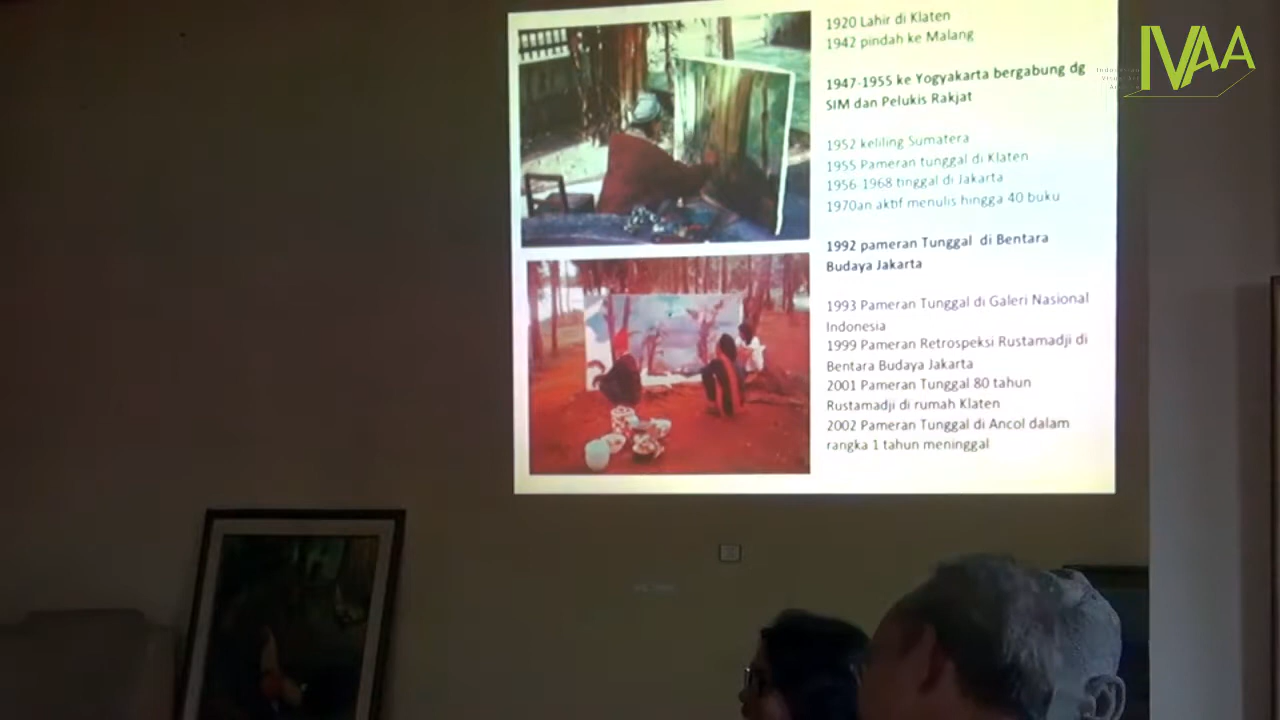 1920 Lahir di Klaten
1942 pindah ke Malang
1947-1955 ke Yogyakarta bergabung dg
SIM dan Pelukis Rakjat
1952 keliling Sumatera
1955 Pameran tunggal di Klaten
1956-1968 tinggal di Jakarta
1970an aktif menulis hingga 40 buku
1992 pameran Tunggal di Bentara
Budaya Jakarta
1993 Pameran Tunggal di Galeri Nasional
Indonesia
1999 Pameran Retrospeksi Rustamadji di
Bentara Budaya Jakarta
2001 Pameran Tunggal 80 tahun
Rustamadji di rumah Klaten
2002 Pameran Tunggal di Ancol dalam
rangka 1 tahun meninggal
IVAA